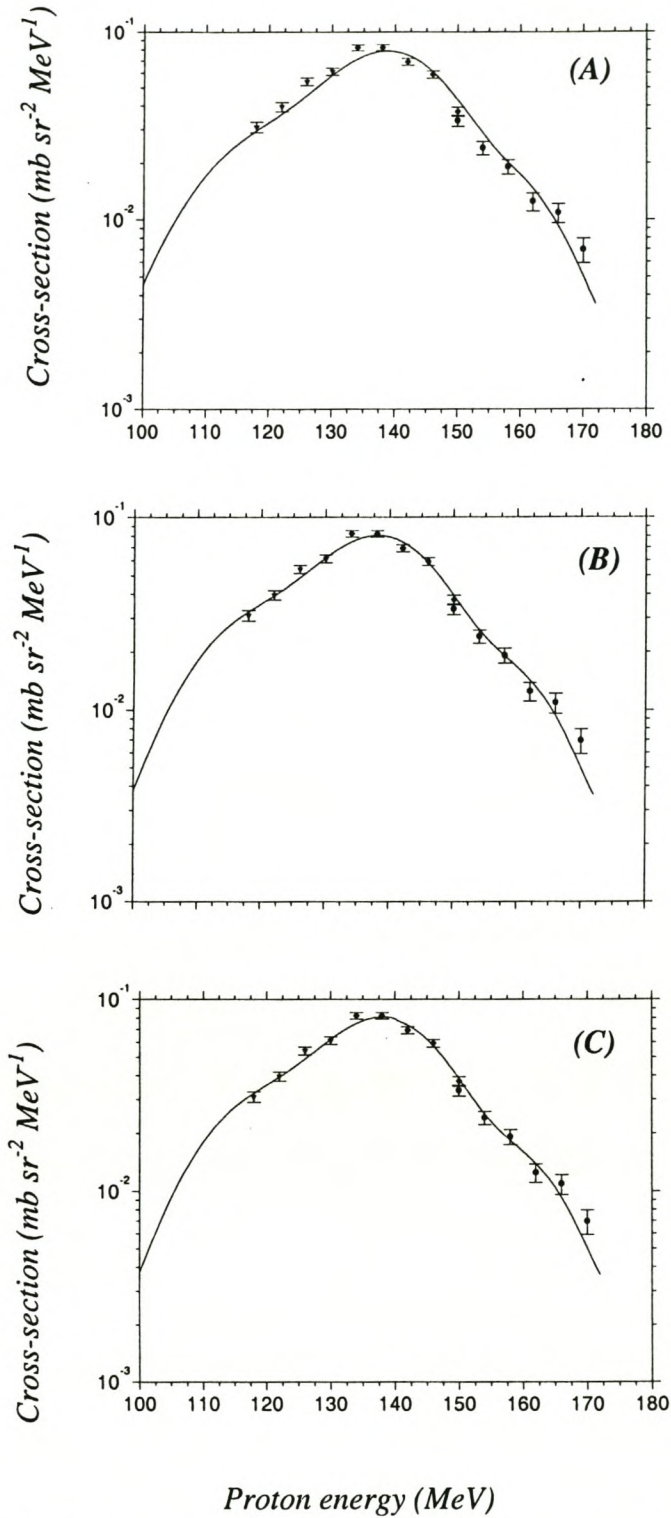 10⁻¹
(A)
10⁻²
10⁻³
Cross-section (mb sr⁻² MeV⁻¹)
100 110 120 130 140 150 160 170 180
10⁻¹
(B)
10⁻²
10⁻³
Cross-section (mb sr⁻² MeV⁻¹)
10⁻¹
(C)
10⁻²
10⁻³
Cross-section (mb sr⁻² MeV⁻¹)
100 110 120 130 140 150 160 170 180
Proton energy (MeV)